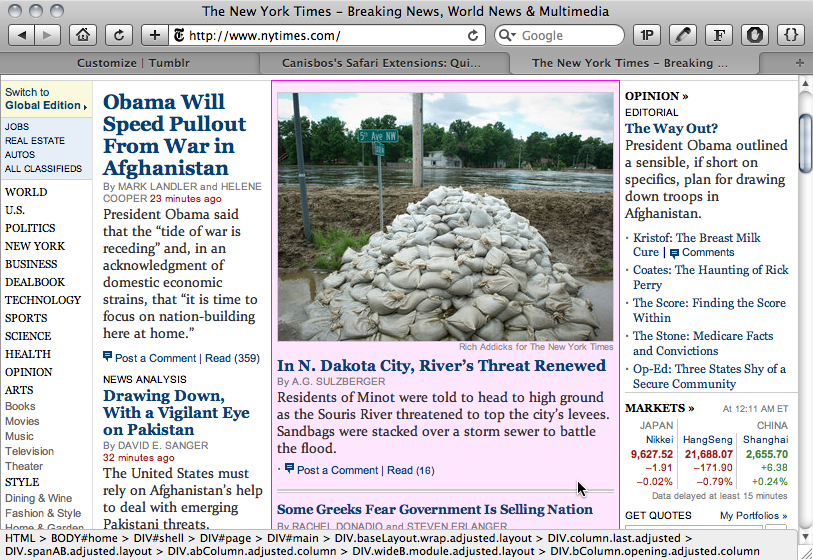 The New York Times - Breaking News, World News & Multimedia
http://www.nytimes.com/
Google
1P
F
{}
Customize | Tumblr
Canisbos's Safari Extensions: Qui...
The New York Times - Breaking ...
Switch to
Global Edition
JOBS
REAL ESTATE
AUTOS
ALL CLASSIFIEDS
WORLD
U.S.
POLITICS
NEW YORK
BUSINESS
DEALBOOK
TECHNOLOGY
SPORTS
SCIENCE
HEALTH
OPINION
ARTS
Books
Movies
Music
Television
Theater
STYLE
Dining & Wine
Fashion & Style
Home & Garden
Obama Will
Speed Pullout
From War in
Afghanistan
By MARK LANDLER and HELENE
COOPER 23 minutes ago
President Obama said
that the “tide of war is
receding” and, in an
acknowledgment of
domestic economic
strains, that “it is time to
focus on nation-building
here at home.”
Post a Comment | Read (359)
NEWS ANALYSIS
Drawing Down,
With a Vigilant Eye
on Pakistan
By DAVID E. SANGER
32 minutes ago
The United States must
rely on Afghanistan's help
to deal with emerging
Pakistani threats.
5th Ave NW
Rich Addicks for The New York Times
In N. Dakota City, River's Threat Renewed
By A.G. SULZBERGER
Residents of Minot were told to head to high ground
as the Souris River threatened to top the city's levees.
Sandbags were stacked over a storm sewer to battle
the flood.
· Post a Comment | Read (16)
Some Greeks Fear Government Is Selling Nation
By RACHEL DONADIO and STEVEN ERLANGER
OPINION »
EDITORIAL
The Way Out?
President Obama outlined
a sensible, if short on
specifics, plan for drawing
down troops in
Afghanistan.
· Kristof: The Breast Milk
Cure | Comments
· Coates: The Haunting of Rick
Perry
· The Score: Finding the Score
Within
· The Stone: Medicare Facts
and Convictions
· Op-Ed: Three States Shy of a
Secure Community
MARKETS » At 12:11 AM ET
JAPAN CHINA
Nikkei HangSeng Shanghai
9,627.52 21,688.07 2,655.70
−1.91 −171.90 +6.38
−0.02% −0.79% +0.24%
Data delayed at least 15 minutes
GET QUOTES My Portfolios »
HTML > BODY#home > DIV#shell > DIV#page > DIV#main > DIV.baseLayout.wrap.adjusted.layout > DIV.column.last.adjusted >
DIV.spanAB.adjusted.layout > DIV.abColumn.adjusted.column > DIV.wideB.module.adjusted.layout > DIV.bColumn.opening.adjusted.column